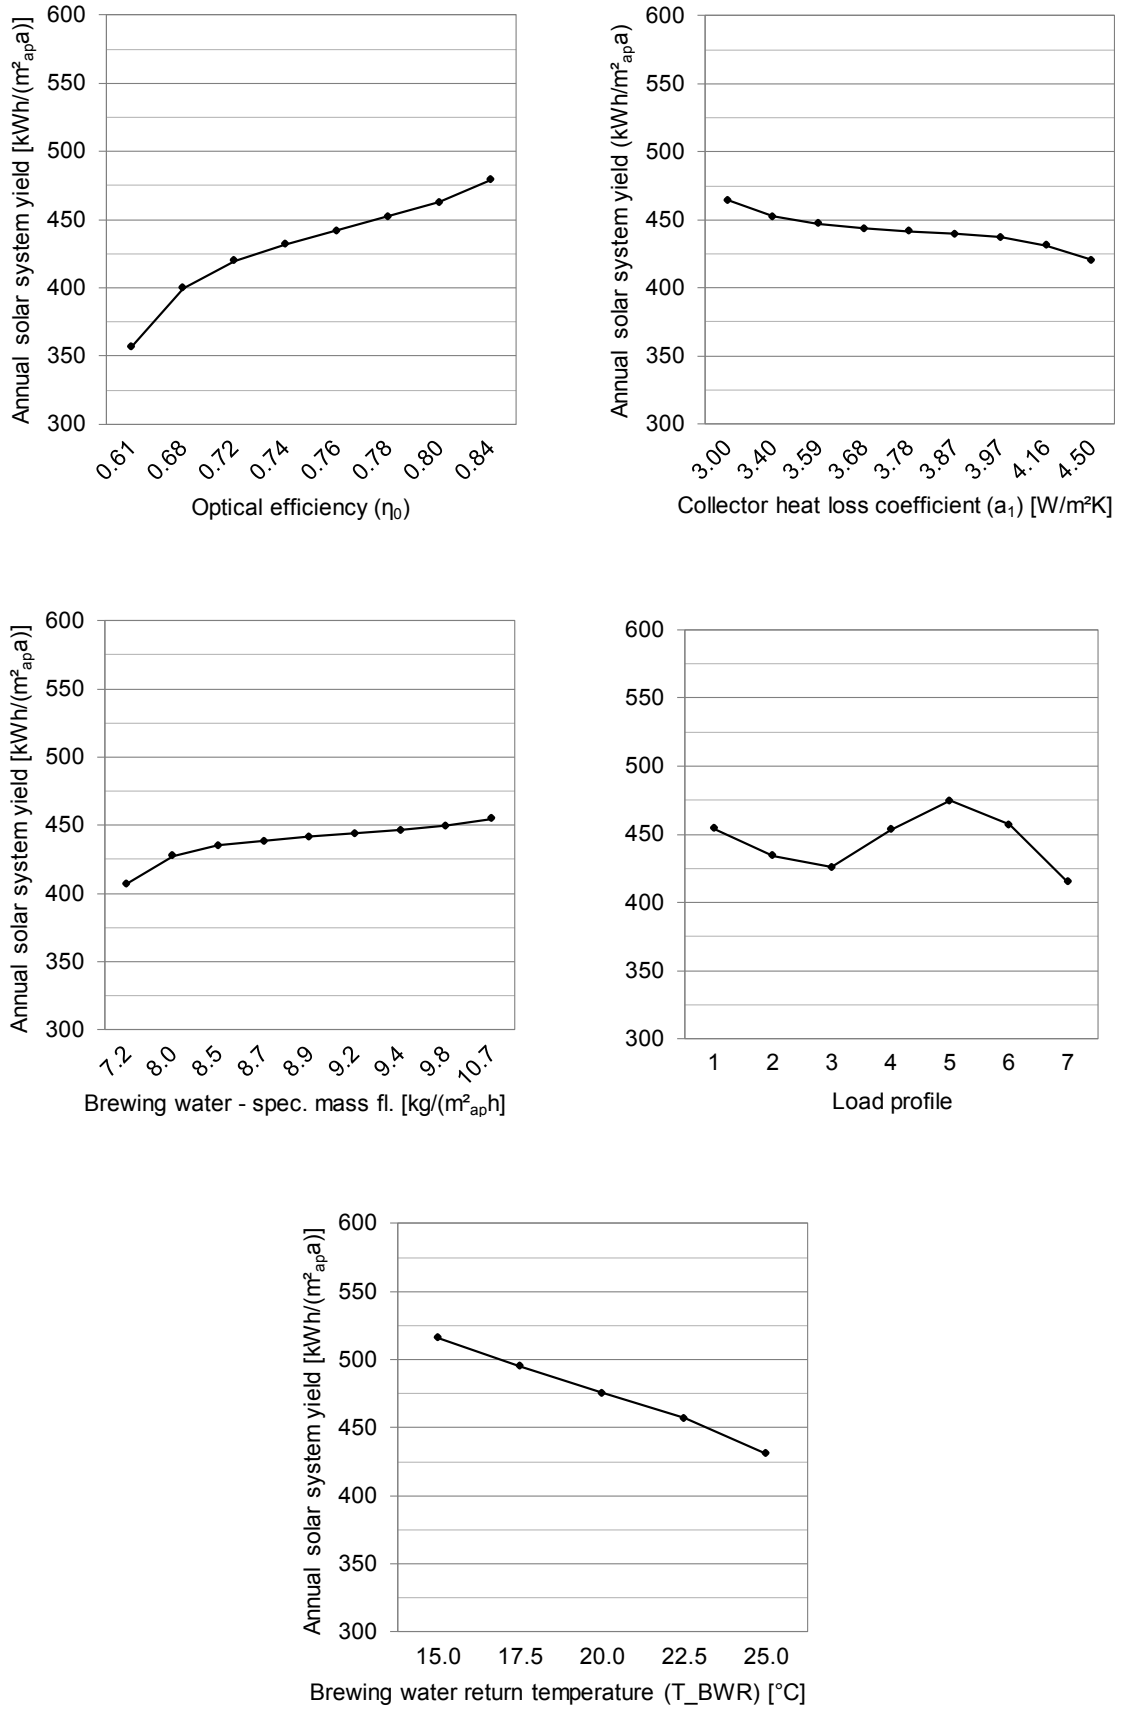 Annual solar system yield [kWh/(m²apa)]
600
550
500
450
400
350
300
0.61 0.68 0.72 0.74 0.76 0.78 0.80 0.84
Optical efficiency (η0)
Annual solar system yield (kWh/m²apa)
600
550
500
450
400
350
300
3.00 3.40 3.59 3.68 3.78 3.87 3.97 4.16 4.50
Collector heat loss coefficient (a1) [W/m²K]
Annual solar system yield [kWh/(m²apa)]
600
550
500
450
400
350
300
7.2 8.0 8.5 8.7 8.9 9.2 9.4 9.8 10.7
Brewing water - spec. mass fl. [kg/(m²aph]
600
550
500
450
400
350
300
1 2 3 4 5 6 7
Load profile
Annual solar system yield [kWh/(m²apa)]
600
550
500
450
400
350
300
15.0 17.5 20.0 22.5 25.0
Brewing water return temperature (T_BWR) [°C]